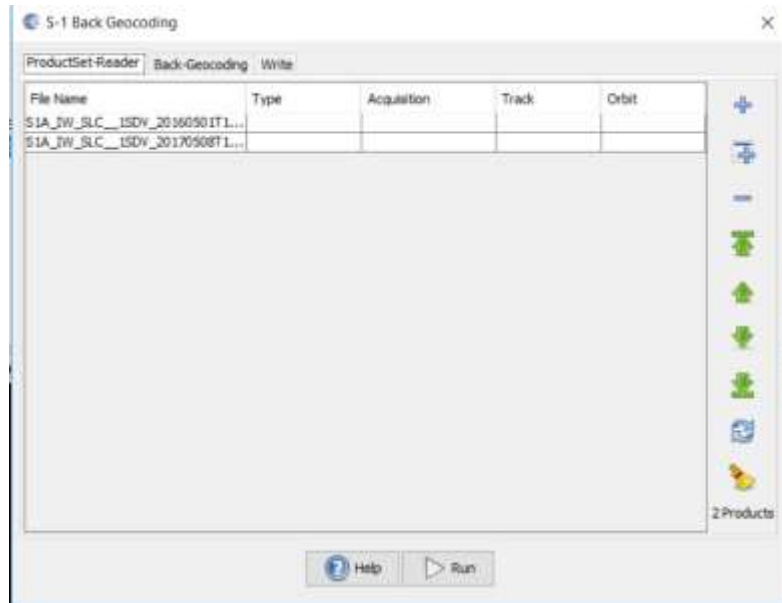 S-1 Back Geocoding
ProductSet-Reader Back-Geocoding Write
File Name Type Acquisition Track Orbit
S1A_IW_SLC__1SDV_20160501T1...
S1A_IW_SLC__1SDV_20170508T1...
2 Products
Help Run